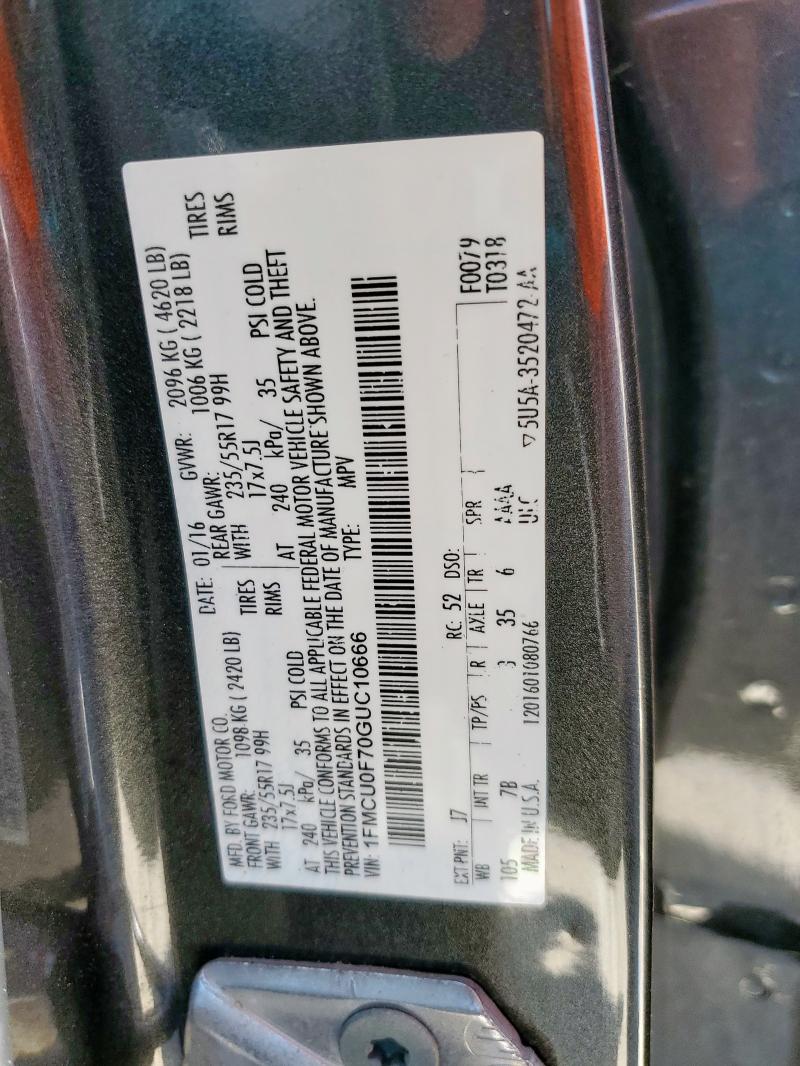 MFD. BY FORD MOTOR CO.
DATE: 01/16 GVWR: 2096 KG ( 4620 LB)
FRONT GAWR: 1098 KG ( 2420 LB)
REAR GAWR: 1006 KG ( 2218 LB)
WITH 235/55R17 99H TIRES
WITH 235/55R17 99H TIRES
17x7.5J RIMS
17x7.5J RIMS
AT 240 kPa/ 35 PSI COLD
AT 240 kPa/ 35 PSI COLD
THIS VEHICLE CONFORMS TO ALL APPLICABLE FEDERAL MOTOR VEHICLE SAFETY AND THEFT
PREVENTION STANDARDS IN EFFECT ON THE DATE OF MANUFACTURE SHOWN ABOVE.
VIN: 1FMCU0F70GUC10666 TYPE: MPV
EXT PNT: J7 RC: 52 DSO: F0079
WB INT TR TP/PS R AXLE TR SPR T0318
105 7B 3 35 6 AAAA
MADE IN U.S.A. 1201601080766 5U5A-3520472-AA